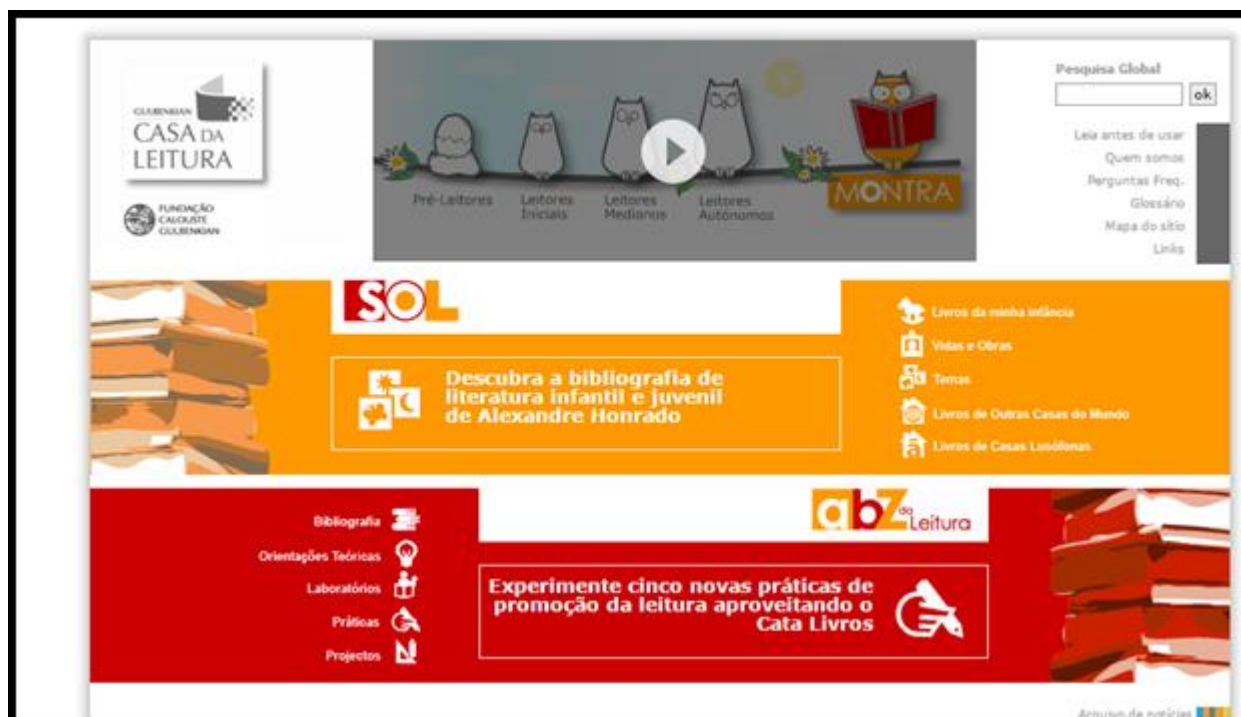 GULBENKIAN
CASA DA
LEITURA
FUNDAÇÃO
CALOUSTE
GULBENKIAN
Pré-Leitores
Leitores
Iniciais
Leitores
Medianos
Leitores
Autónomos
MONTRA
Pesquisa Global
ok
Leia antes de usar
Quem somos
Perguntas Freq.
Glossário
Mapa do sítio
Links
SOL
Descubra a bibliografia de
literatura infantil e juvenil
de Alexandre Honrado
Livros da minha infância
Vidas e Obras
Temas
Livros de Outras Casas do Mundo
Livros de Casas Lusófonas
Bibliografia
Orientações Teóricas
Laboratórios
Práticas
Projectos
abz da Leitura
Experimente cinco novas práticas de
promoção da leitura aproveitando o
Cata Livros
Arquivo de notícias